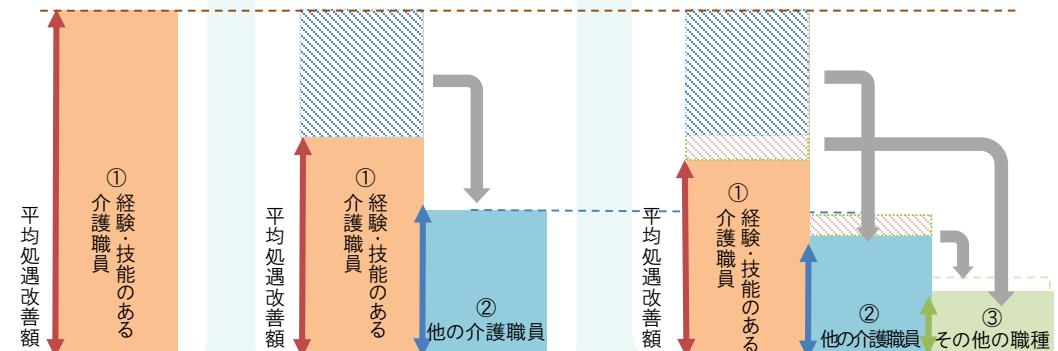 平均処遇改善額
①
経験・技能のある
介護職員
平均処遇改善額
①
経験・技能のある
介護職員
②
他の介護職員
平均処遇改善額
①
経験・技能のある
介護職員
②
他の介護職員
③
その他の職種